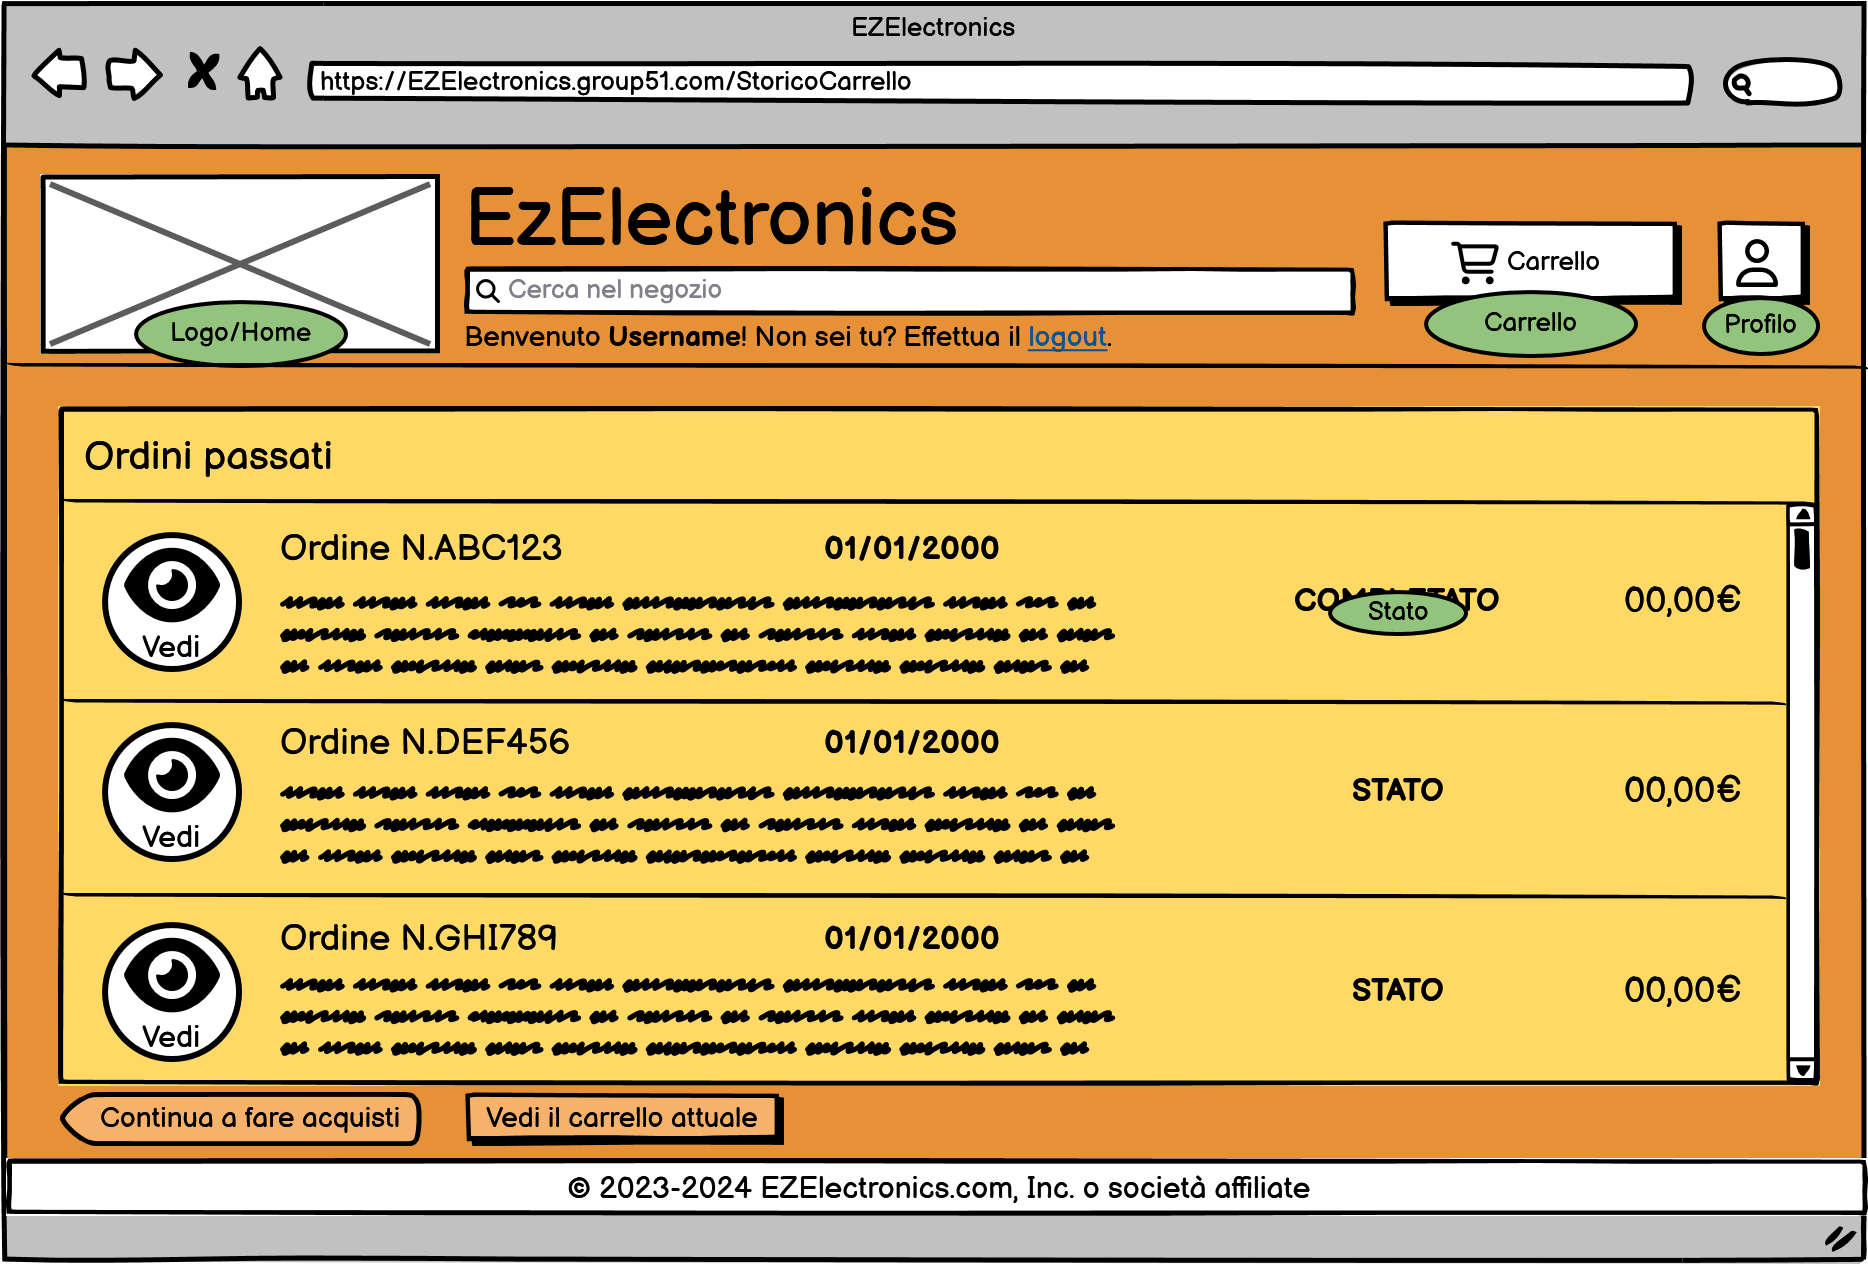 EZElectronics
https://EZElectronics.group51.com/StoricoCarrello
EzElectronics
Cerca nel negozio
Benvenuto Username! Non sei tu? Effettua il logout.
Logo/Home
Carrello
Carrello
Profilo
Ordini passati
Ordine N.ABC123 01/01/2000
Vedi
COMPLETATO 00,00€
Stato
Ordine N.DEF456 01/01/2000
Vedi
STATO 00,00€
Ordine N.GHI789 01/01/2000
Vedi
STATO 00,00€
Continua a fare acquisti Vedi il carrello attuale
© 2023-2024 EZElectronics.com, Inc. o società affiliate